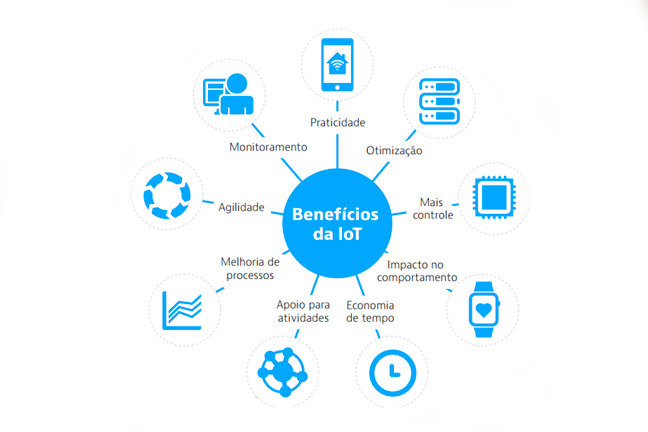 Praticidade
Otimização
Mais
controle
Impacto no
comportamento
Economia
de tempo
Apoio para
atividades
Melhoria de
processos
Agilidade
Monitoramento
Benefícios
da IoT